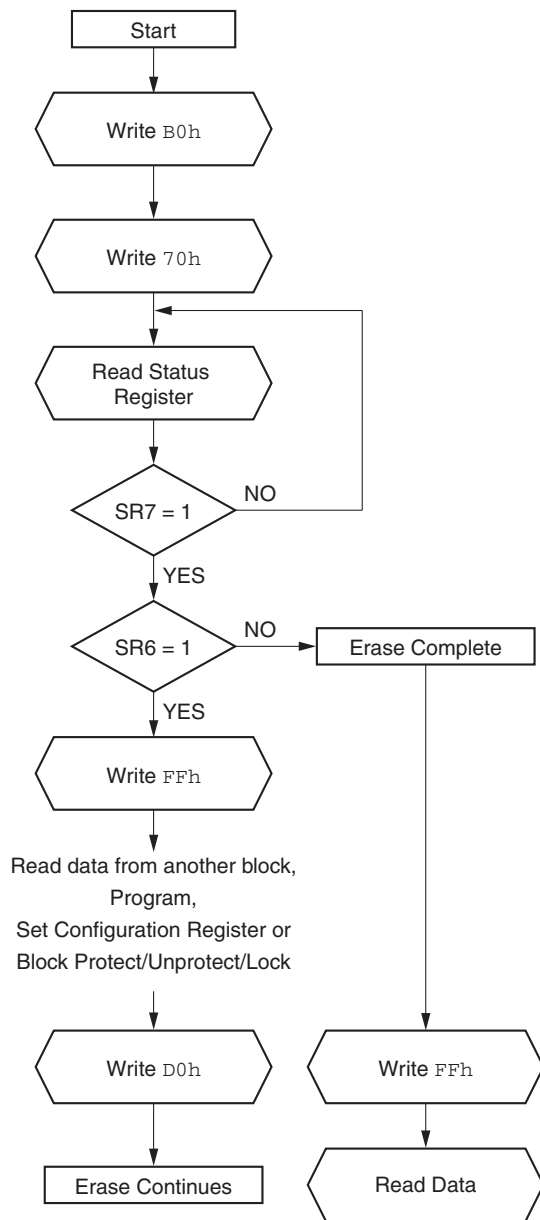 Start
Write B0h
Write 70h
Read Status
Register
NO
SR7 = 1
YES
NO
SR6 = 1
Erase Complete
YES
Write FFh
Read data from another block,
Program,
Set Configuration Register or
Block Protect/Unprotect/Lock
Write D0h
Write FFh
Erase Continues
Read Data